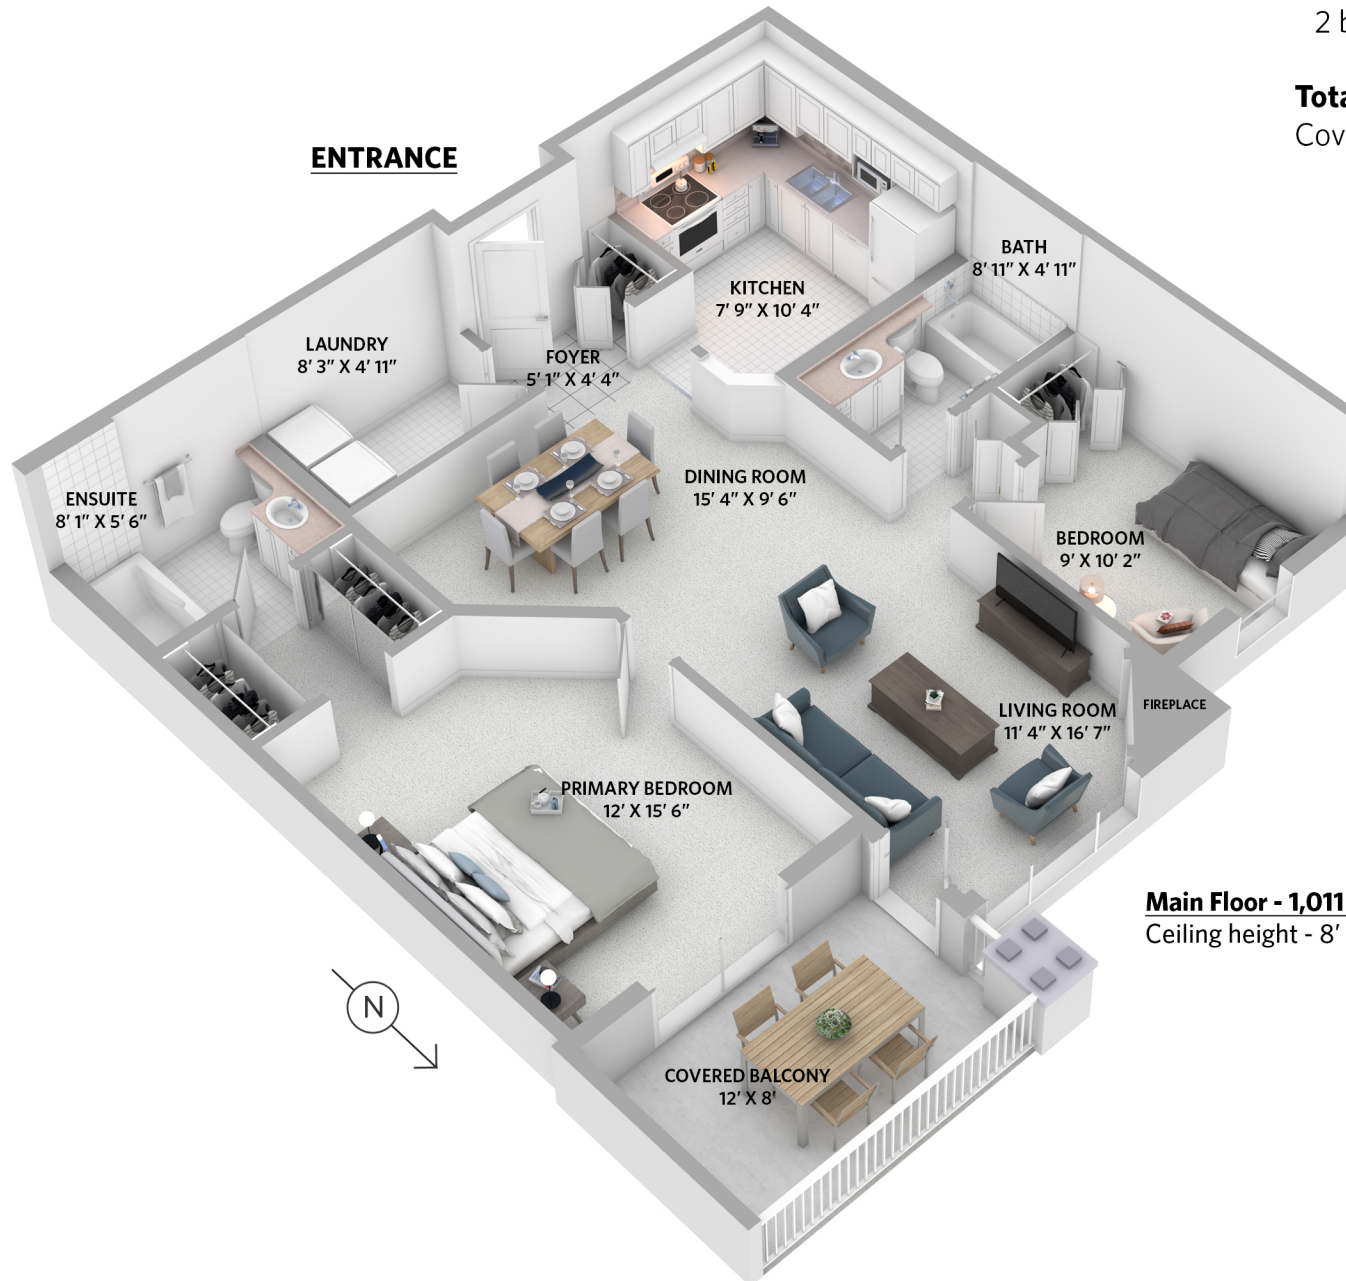 2 b
Tota
Cov
ENTRANCE
BATH
8' 11" X 4' 11"
KITCHEN
7' 9" X 10' 4"
LAUNDRY
8' 3" X 4' 11"
FOYER
5' 1" X 4' 4"
DINING ROOM
15' 4" X 9' 6"
ENSUITE
8' 1" X 5' 6"
BEDROOM
9' X 10' 2"
LIVING ROOM
11' 4" X 16' 7"
FIREPLACE
PRIMARY BEDROOM
12' X 15' 6"
Main Floor - 1,011
Ceiling height - 8'
N
COVERED BALCONY
12' X 8'